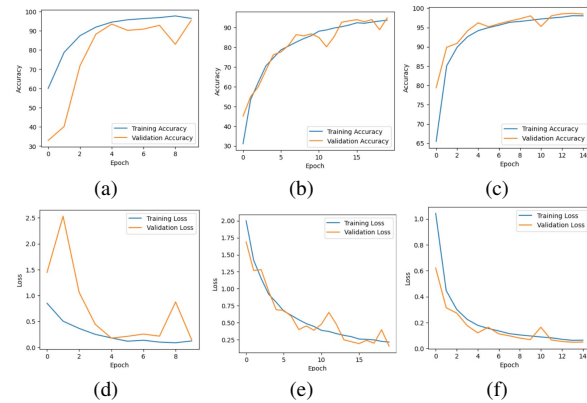 100
90
80
70
60
50
40
30
Accuracy
0 2 4 6 8
Epoch
Training Accuracy
Validation Accuracy
(a)
90
80
70
60
50
40
30
Accuracy
0 5 10 15
Epoch
Training Accuracy
Validation Accuracy
(b)
100
95
90
85
80
75
70
65
Accuracy
0 2 4 6 8 10 12 14
Epoch
Training Accuracy
Validation Accuracy
(c)
2.5
2.0
1.5
1.0
0.5
0.0
Loss
0 2 4 6 8
Epoch
Training Loss
Validation Loss
(d)
2.00
1.75
1.50
1.25
1.00
0.75
0.50
0.25
Loss
0 5 10 15
Epoch
Training Loss
Validation Loss
(e)
1.0
0.8
0.6
0.4
0.2
0.0
Loss
0 2 4 6 8 10 12 14
Epoch
Training Loss
Validation Loss
(f)